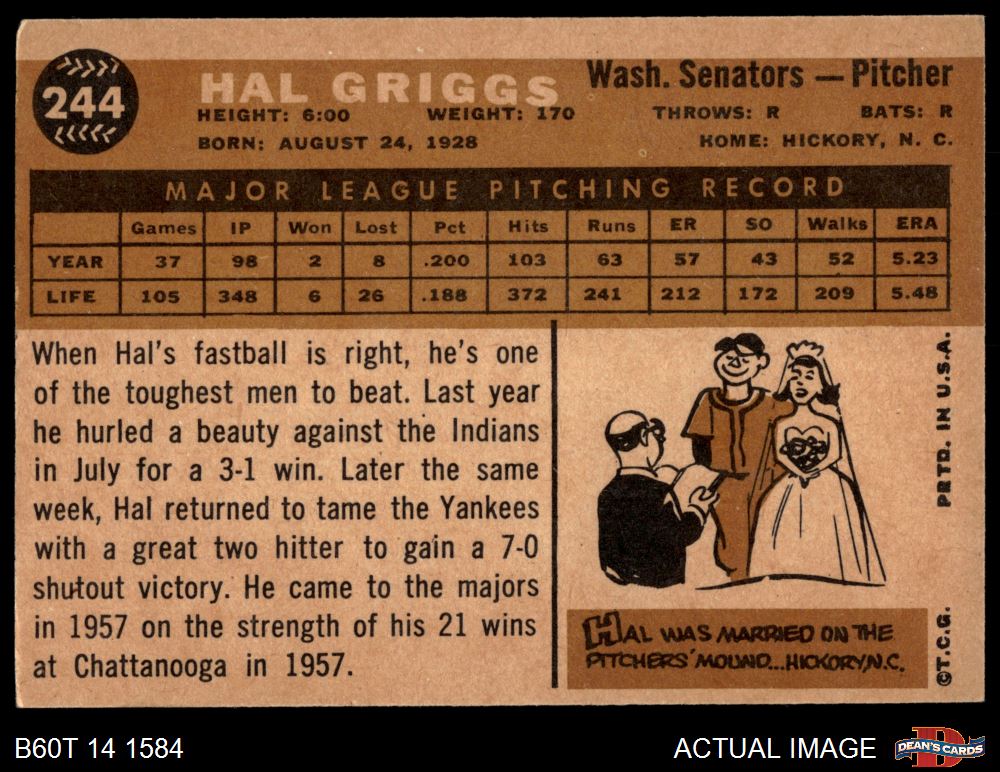 244
HAL GRIGGS
Wash. Senators — Pitcher
HEIGHT: 6:00 WEIGHT: 170 THROWS: R BATS: R
BORN: AUGUST 24, 1928 HOME: HICKORY, N. C.
MAJOR LEAGUE PITCHING RECORD
Games IP Won Lost Pct Hits Runs ER SO Walks ERA
YEAR 37 98 2 8 .200 103 63 57 43 52 5.23
LIFE 105 348 6 26 .188 372 241 212 172 209 5.48
When Hal's fastball is right, he's one
of the toughest men to beat. Last year
he hurled a beauty against the Indians
in July for a 3-1 win. Later the same
week, Hal returned to tame the Yankees
with a great two hitter to gain a 7-0
shutout victory. He came to the majors
in 1957 on the strength of his 21 wins
at Chattanooga in 1957.
HAL WAS MARRIED ON THE
PITCHERS' MOUND...HICKORY, N.C.
©T.C.G. PRTD. IN U.S.A.
B60T 14 1584
ACTUAL IMAGE
D
DEAN'S CARDS